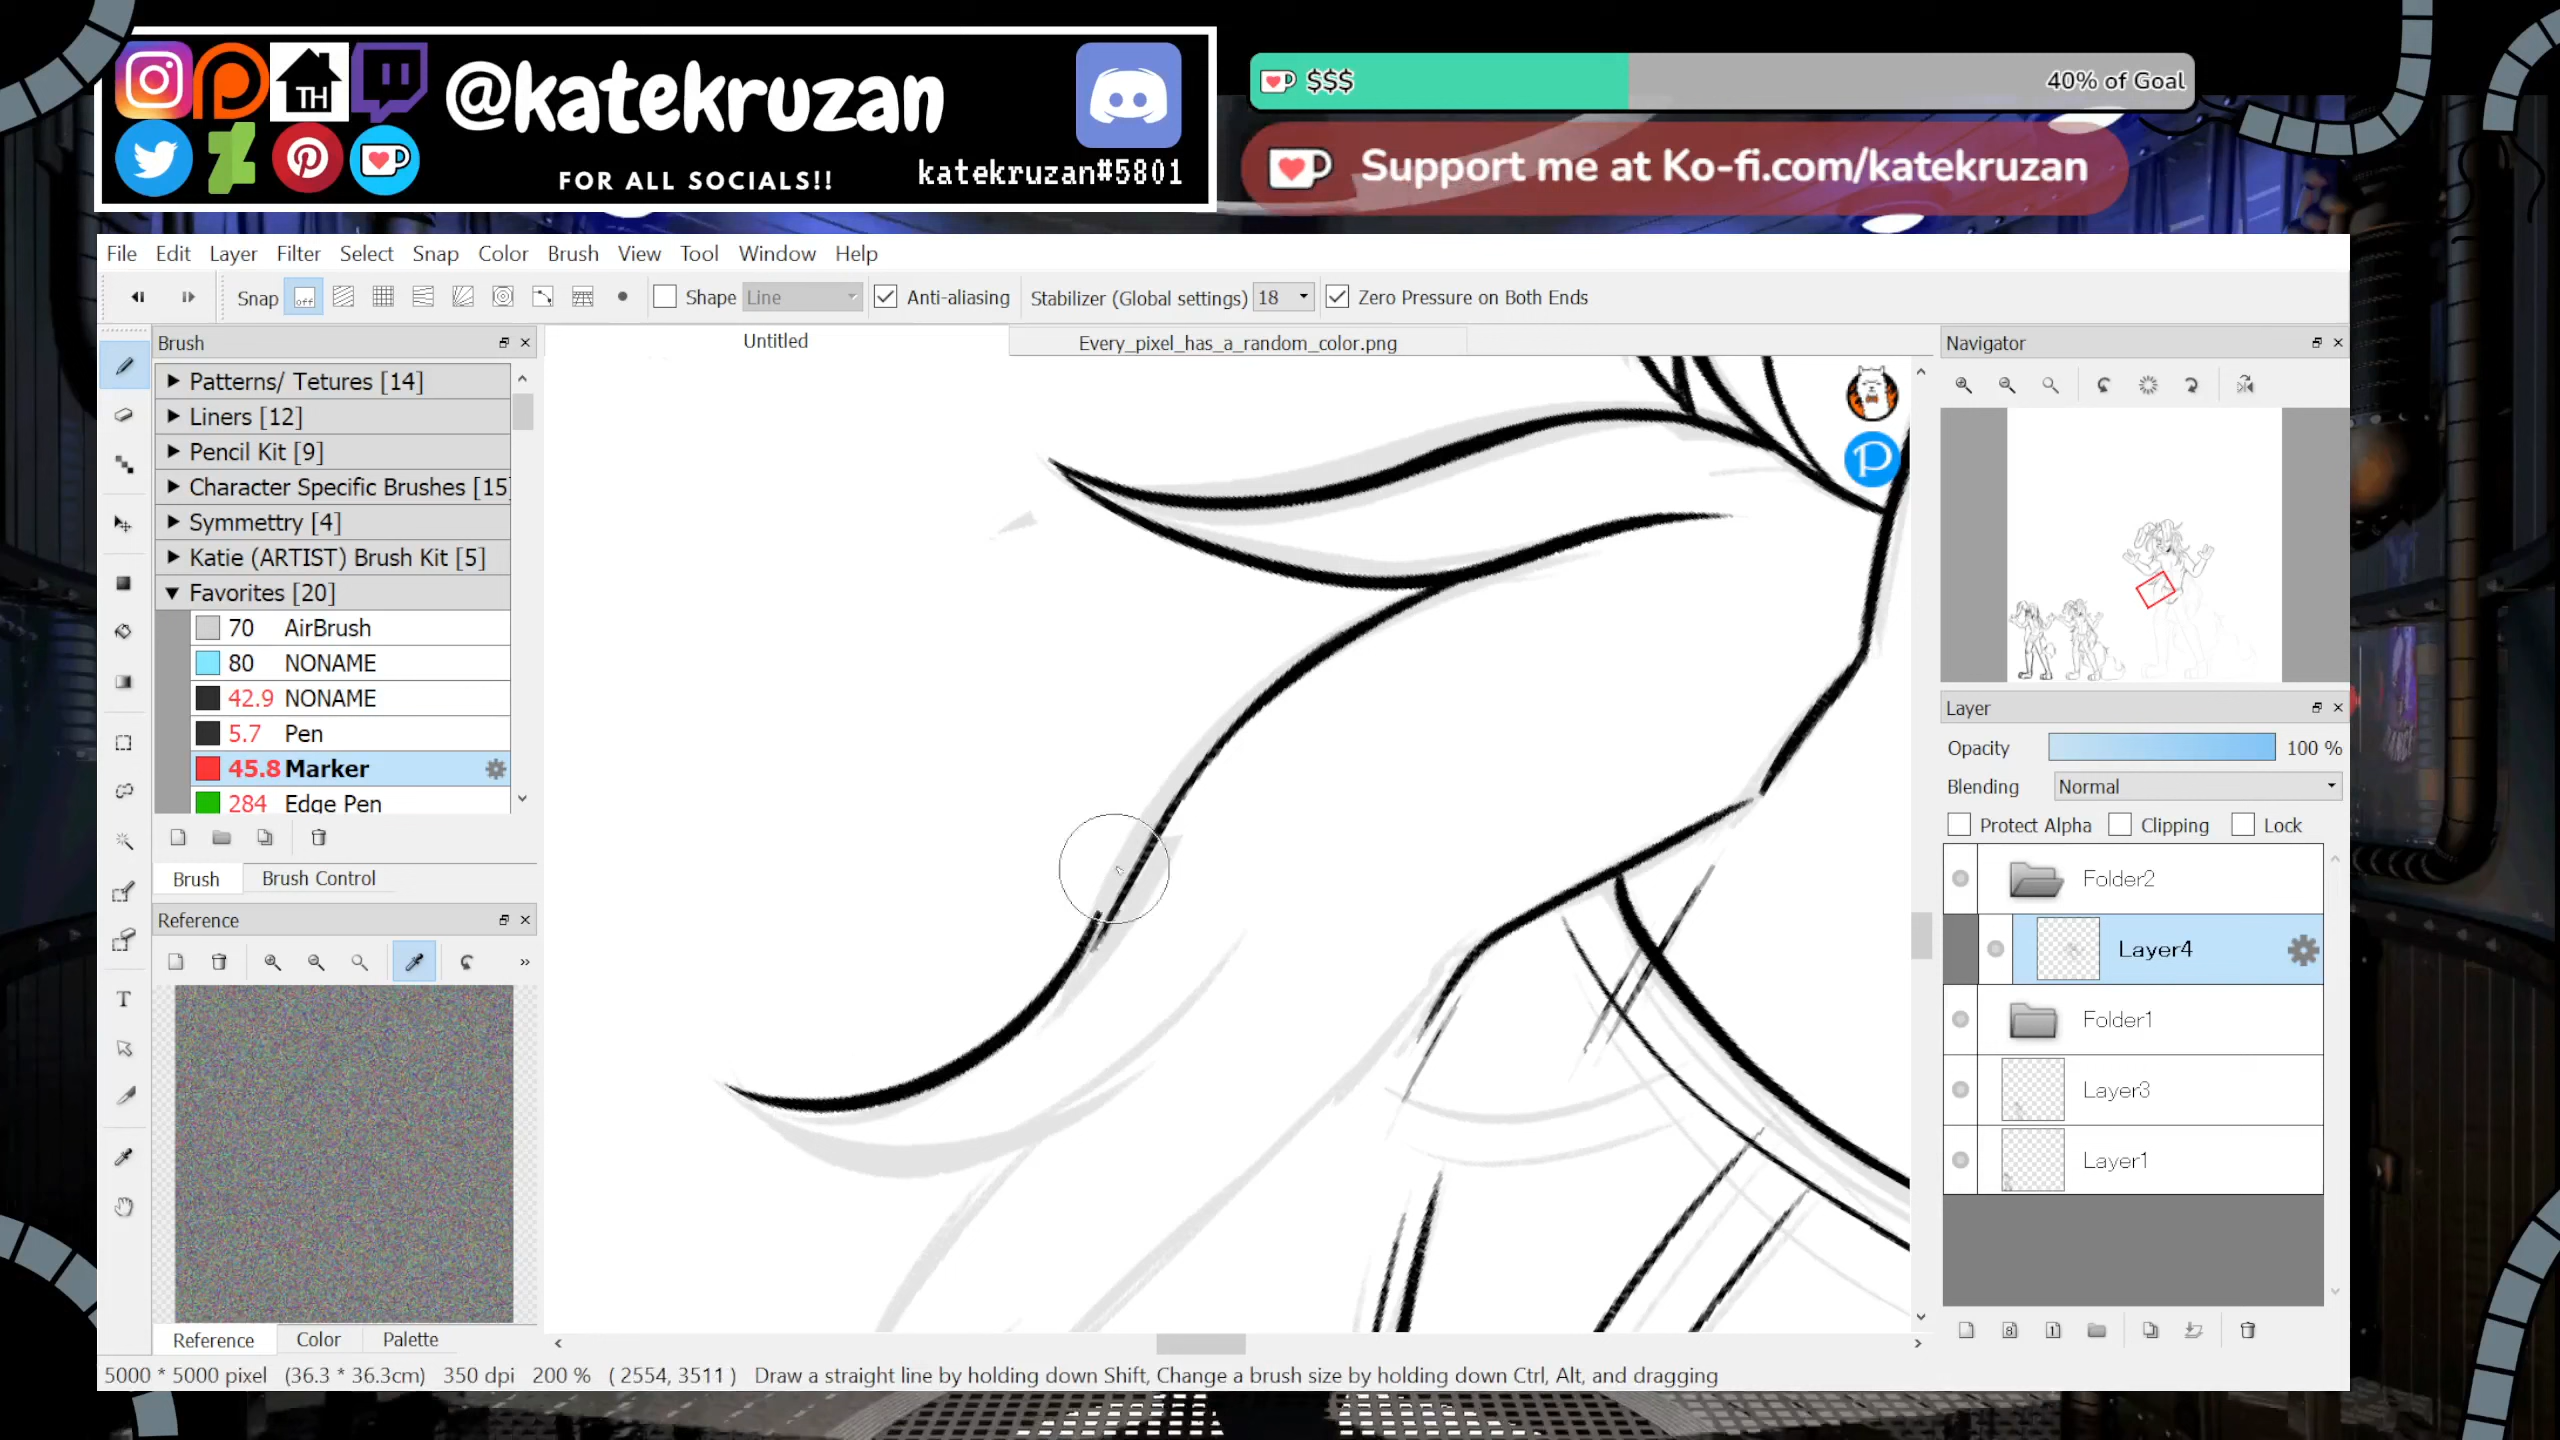 TH
@katekruzan
FOR ALL SOCIALS!!
katekruzan#5801
$$$
40% of Goal
Support me at Ko-fi.com/katekruzan
File Edit Layer Filter Select Snap Color Brush View Tool Window Help
Snap off Shape Line Anti-aliasing Stabilizer (Global settings) 18 Zero Pressure on Both Ends
Brush
Untitled
Every_pixel_has_a_random_color.png
Navigator
Patterns/ Tetures [14]
Liners [12]
Pencil Kit [9]
Character Specific Brushes [15]
Symmettry [4]
Katie (ARTIST) Brush Kit [5]
Favorites [20]
70 AirBrush
80 NONAME
42.9 NONAME
5.7 Pen
45.8 Marker
284 Edge Pen
Brush Brush Control
Reference
»
Reference Color Palette
P
Layer
Opacity 100 %
Blending Normal
Protect Alpha Clipping Lock
Folder2
Layer4
Folder1
Layer3
Layer1
8 1
5000 * 5000 pixel (36.3 * 36.3cm) 350 dpi 200 % ( 2554, 3511 ) Draw a straight line by holding down Shift, Change a brush size by holding down Ctrl, Alt, and dragging